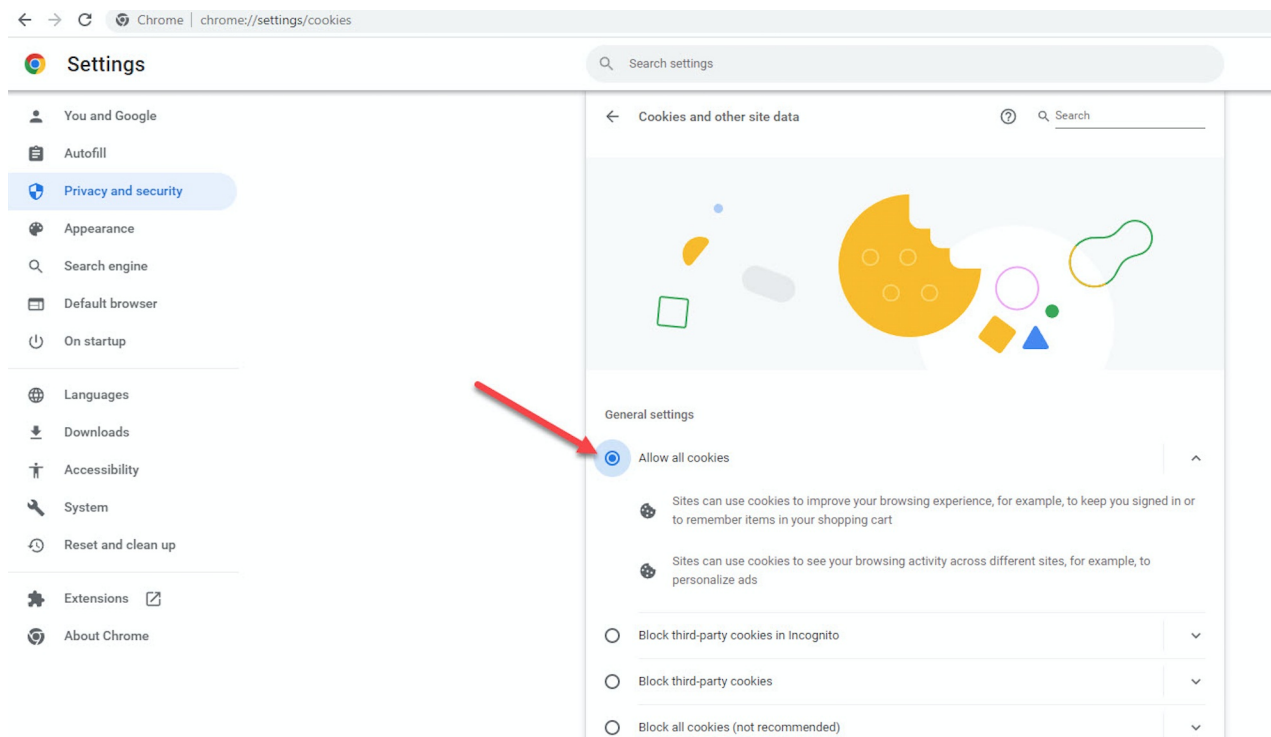 Chrome | chrome://settings/cookies
Settings
Search settings
You and Google
Autofill
Privacy and security
Appearance
Search engine
Default browser
On startup
Languages
Downloads
Accessibility
System
Reset and clean up
Extensions
About Chrome
Cookies and other site data
Search
General settings
Allow all cookies
Sites can use cookies to improve your browsing experience, for example, to keep you signed in or
to remember items in your shopping cart
Sites can use cookies to see your browsing activity across different sites, for example, to
personalize ads
Block third-party cookies in Incognito
Block third-party cookies
Block all cookies (not recommended)